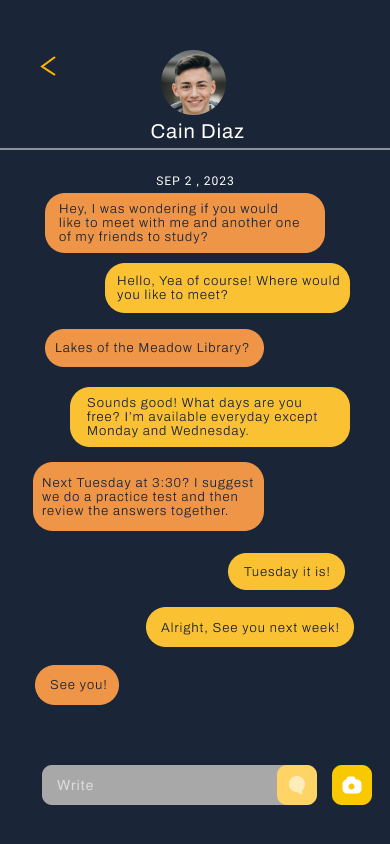 Cain Diaz
SEP 2 , 2023
Hey, I was wondering if you would
like to meet with me and another one
of my friends to study?
Hello, Yea of course! Where would
you like to meet?
Lakes of the Meadow Library?
Sounds good! What days are you
free? I'm available everyday except
Monday and Wednesday.
Next Tuesday at 3:30? I suggest
we do a practice test and then
review the answers together.
Tuesday it is!
Alright, See you next week!
See you!
Write